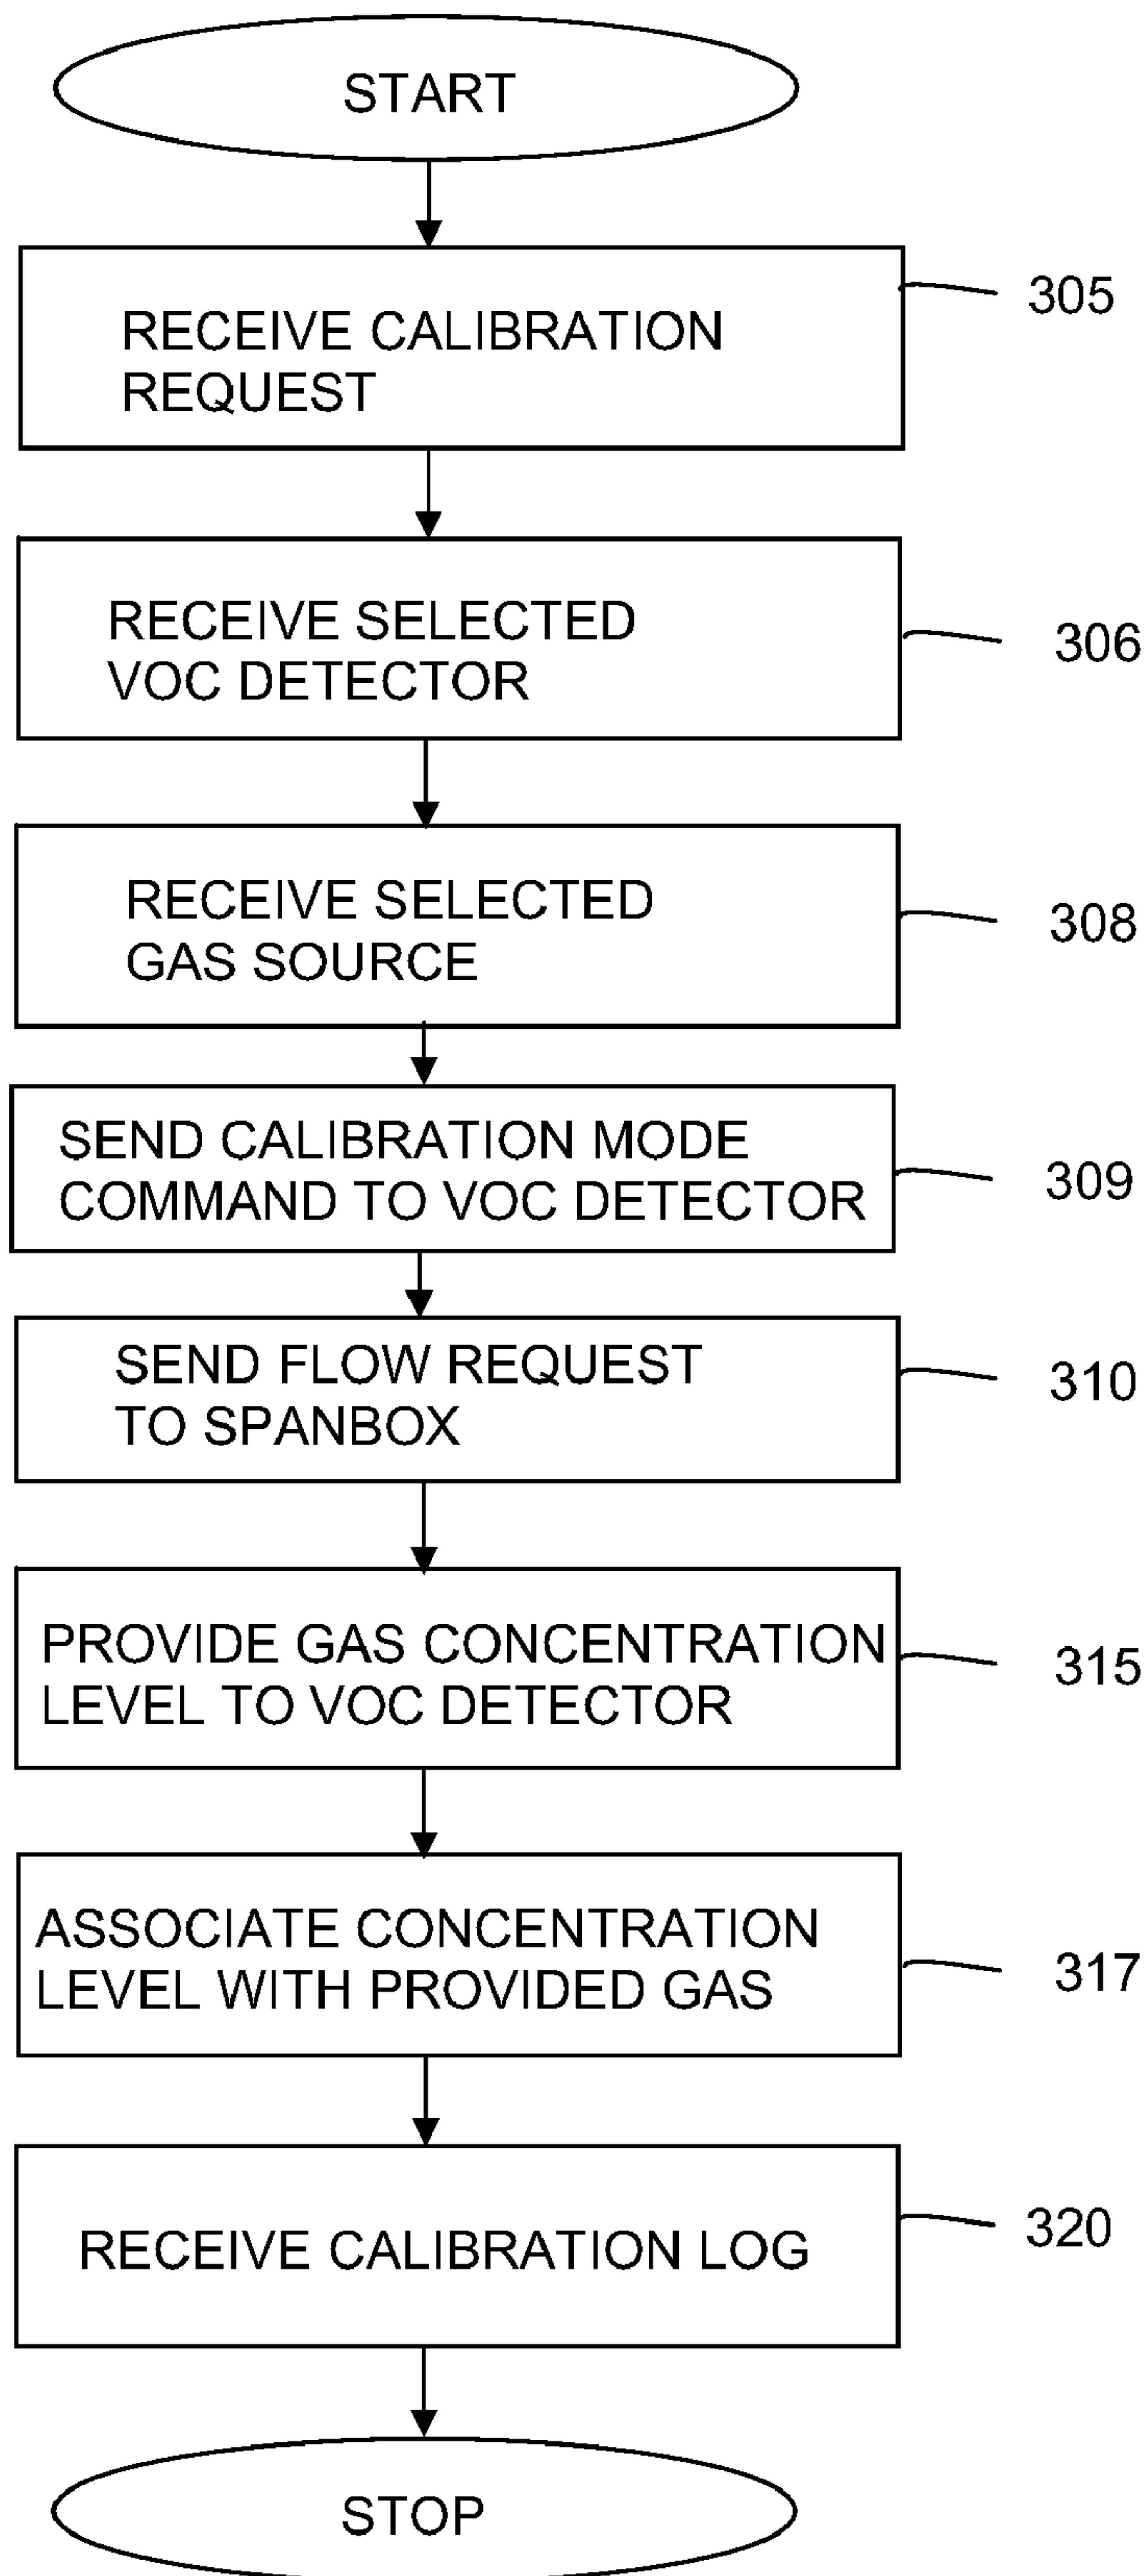 START
RECEIVE CALIBRATION
REQUEST
305
RECEIVE SELECTED
VOC DETECTOR
306
RECEIVE SELECTED
GAS SOURCE
308
SEND CALIBRATION MODE
COMMAND TO VOC DETECTOR
309
SEND FLOW REQUEST
TO SPANBOX
310
PROVIDE GAS CONCENTRATION
LEVEL TO VOC DETECTOR
315
ASSOCIATE CONCENTRATION
LEVEL WITH PROVIDED GAS
317
RECEIVE CALIBRATION LOG
320
STOP